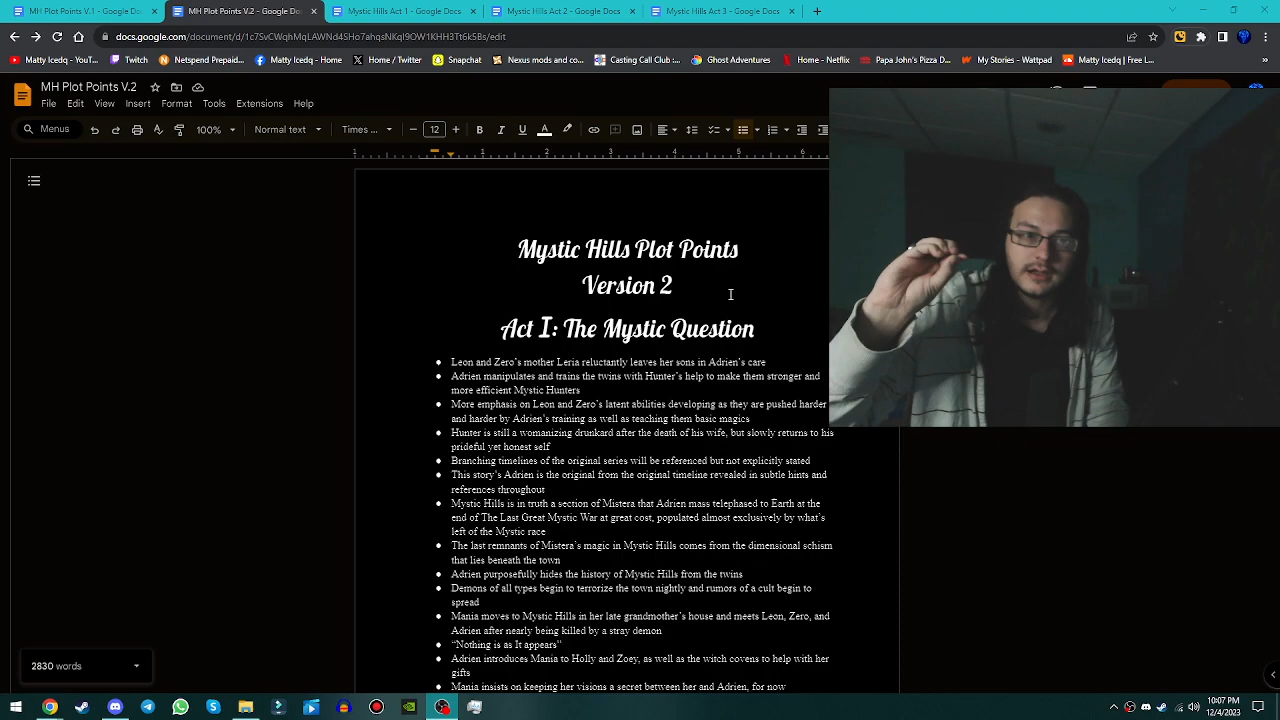 MH Plot Points V.1 - Google Docs
MH Plot Points V.2 - Google Docs
Mystic Hills Act 1 - Google Docs
Mystic Hills Act 2 - Google Docs
Mystic Hills Act 3 - Google Docs
docs.google.com/document/d/1c7SvCWqhMqLAWNd4SHo7ahqsNKqI9OW1KHH3Tt6k5Bs/edit
Matty Icedq - YouT...
Twitch
Netspend Prepaid...
Matty Icedq - Home
Home / Twitter
Snapchat
Nexus mods and co...
Casting Call Club -...
Ghost Adventures
Home - Netflix
Papa John's Pizza D...
My Stories - Wattpad
Matty Icedq | Free L...
MH Plot Points V.2
File Edit View Insert Format Tools Extensions Help
Menus
100%
Normal text
Times ...
12
1 1 2 3 4 5 6
Mystic Hills Plot Points
Version 2
Act I: The Mystic Question
● Leon and Zero's mother Leria reluctantly leaves her sons in Adrien's care
● Adrien manipulates and trains the twins with Hunter's help to make them stronger and
more efficient Mystic Hunters
● More emphasis on Leon and Zero's latent abilities developing as they are pushed harder
and harder by Adrien's training as well as teaching them basic magics
● Hunter is still a womanizing drunkard after the death of his wife, but slowly returns to his
prideful yet honest self
● Branching timelines of the original series will be referenced but not explicitly stated
● This story's Adrien is the original from the original timeline revealed in subtle hints and
references throughout
● Mystic Hills is in truth a section of Mistera that Adrien mass telephased to Earth at the
end of The Last Great Mystic War at great cost, populated almost exclusively by what's
left of the Mystic race
● The last remnants of Mistera's magic in Mystic Hills comes from the dimensional schism
that lies beneath the town
● Adrien purposefully hides the history of Mystic Hills from the twins
● Demons of all types begin to terrorize the town nightly and rumors of a cult begin to
spread
● Mania moves to Mystic Hills in her late grandmother's house and meets Leon, Zero, and
Adrien after nearly being killed by a stray demon
● “Nothing is as It appears”
● Adrien introduces Mania to Holly and Zoey, as well as the witch covens to help with her
gifts
● Mania insists on keeping her visions a secret between her and Adrien, for now
2830 words
10:07 PM
12/4/2023